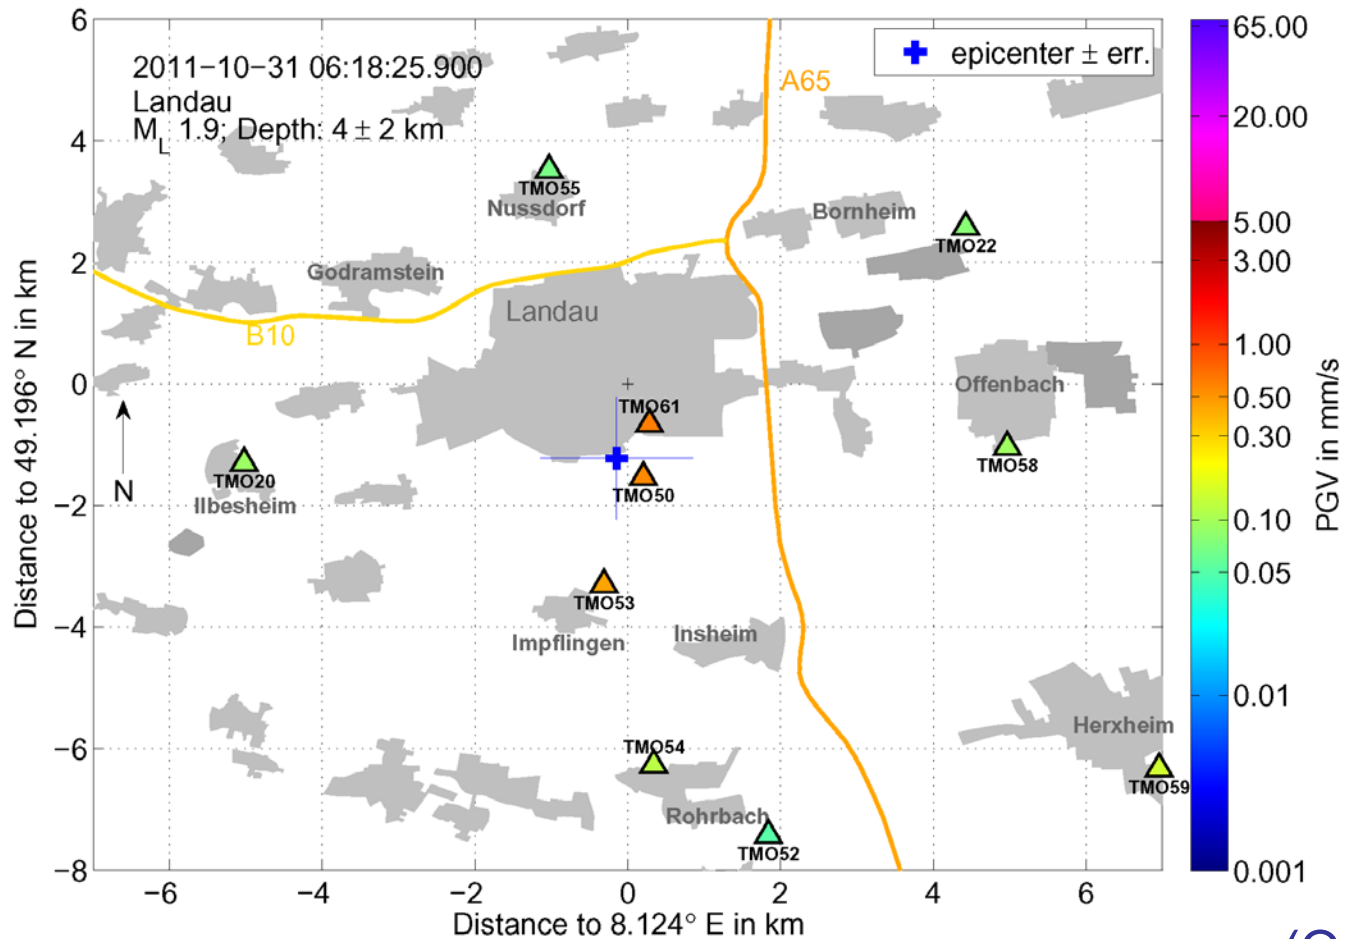 2011-10-31 06:18:25.900
Landau
M_L 1.9; Depth: 4 ± 2 km
epicenter ± err.
A65
TMO55
Nussdorf
Bornheim
TMO22
Godramstein
Landau
B10
Offenbach
TMO61
TMO58
TMO20
Ilbesheim
TMO50
N
TMO53
Impflingen
Insheim
Herxheim
TMO54
TMO59
Rohrbach
TMO52
6
4
2
0
−2
−4
−6
−8
Distance to 49.196° N in km
−6
−4
−2
0
2
4
6
Distance to 8.124° E in km
65.00
20.00
5.00
3.00
1.00
0.50
0.30
0.10
0.05
0.01
0.001
PGV in mm/s